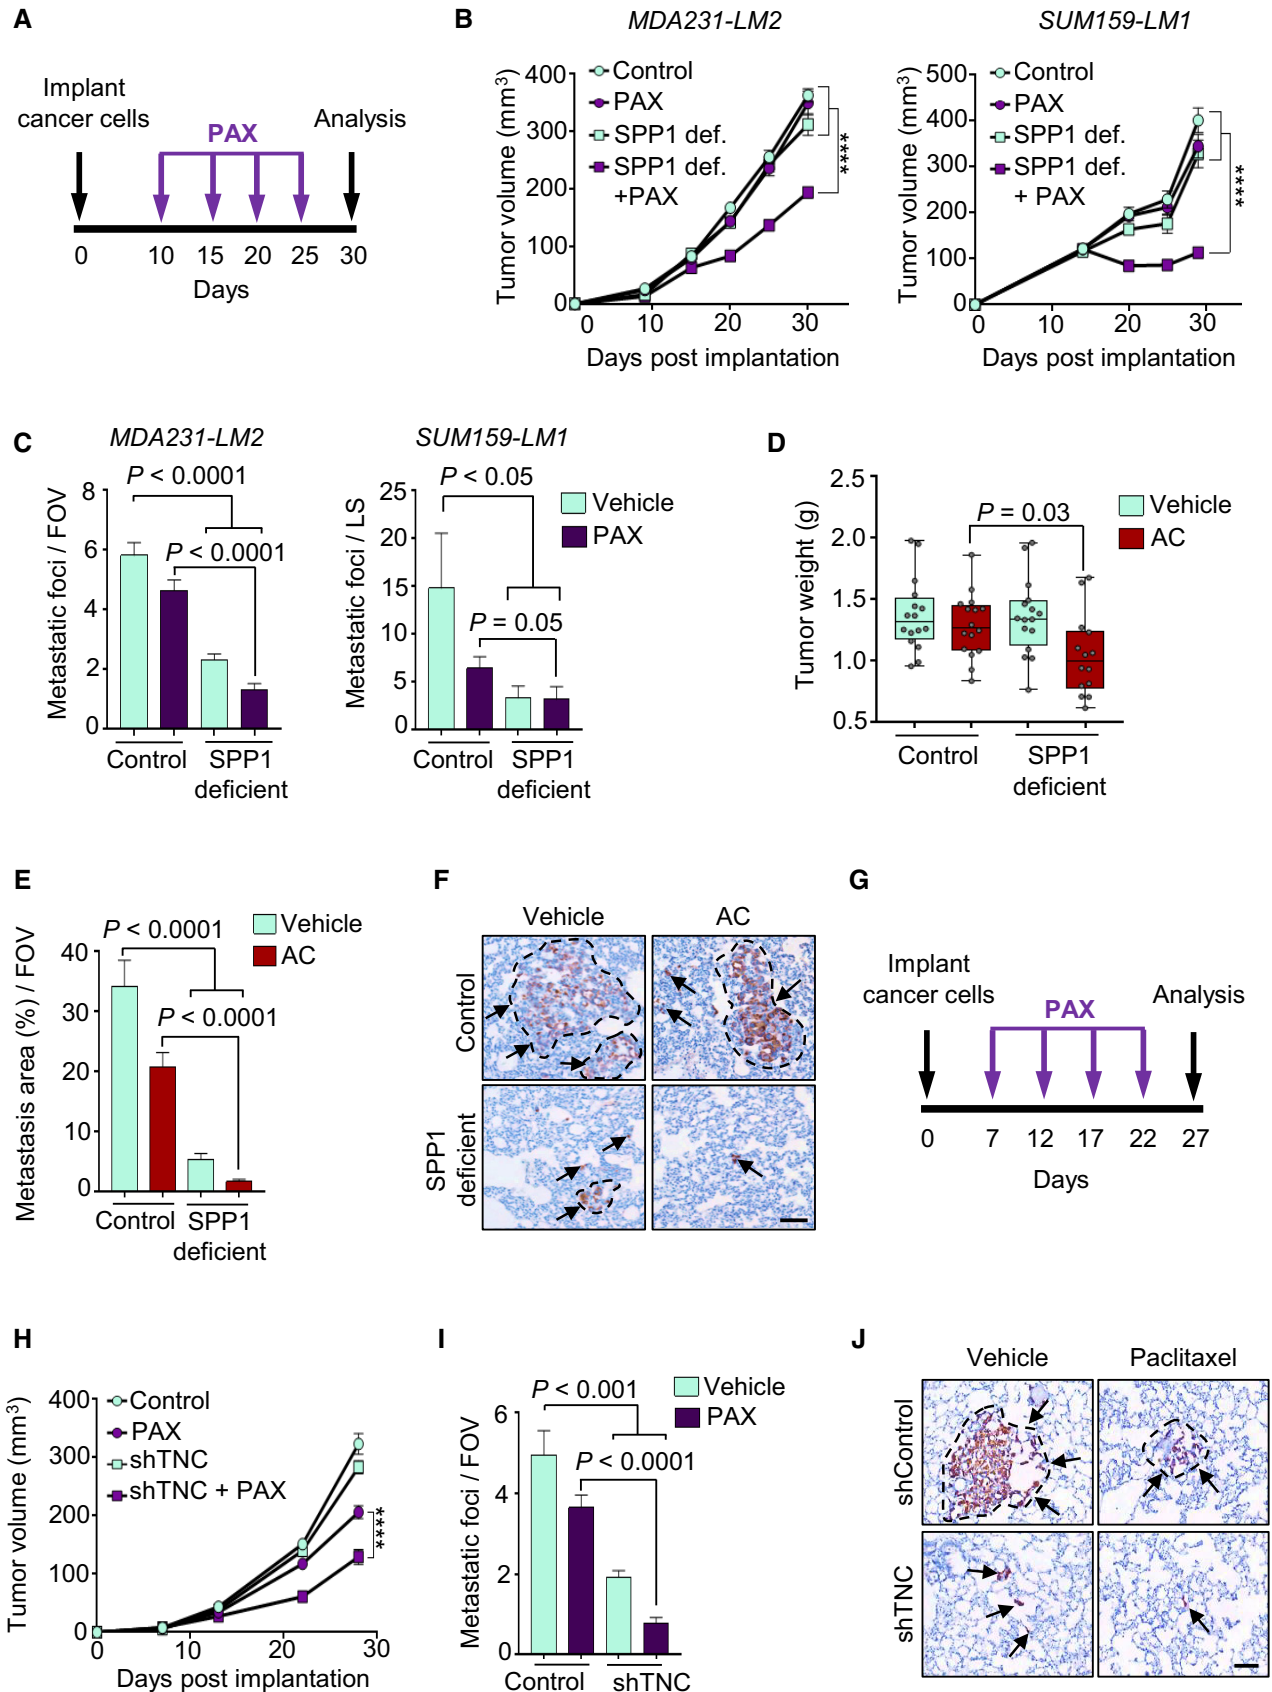 A
Implant
cancer cells
PAX
Analysis
0 10 15 20 25 30
Days
B
MDA231-LM2
Tumor volume (mm3)
400
300
200
100
0
Control
PAX
SPP1 def.
SPP1 def.
+PAX
****
0 10 20 30
Days post implantation
SUM159-LM1
Tumor volume (mm3)
500
400
300
200
100
0
Control
PAX
SPP1 def.
SPP1 def.
+ PAX
****
0 10 20 30
Days post implantation
C
MDA231-LM2
P < 0.0001
P < 0.0001
Metastatic foci / FOV
8
6
4
2
0
Control
SPP1
deficient
SUM159-LM1
P < 0.05
P = 0.05
Metastatic foci / LS
25
20
15
10
5
0
Vehicle
PAX
Control
SPP1
deficient
D
Tumor weight (g)
2.5
2.0
1.5
1.0
0.5
P = 0.03
Vehicle
AC
Control
SPP1
deficient
E
Metastasis area (%) / FOV
40
30
20
10
0
P < 0.0001
P < 0.0001
Vehicle
AC
Control
SPP1
deficient
F
Vehicle
AC
Control
SPP1
deficient
G
Implant
cancer cells
PAX
Analysis
0 7 12 17 22 27
Days
H
Tumor volume (mm3)
400
300
200
100
0
Control
PAX
shTNC
shTNC + PAX
****
0 10 20 30
Days post implantation
I
Metastatic foci / FOV
6
4
2
0
P < 0.001
P < 0.0001
Vehicle
PAX
Control
shTNC
J
Vehicle
Paclitaxel
shControl
shTNC